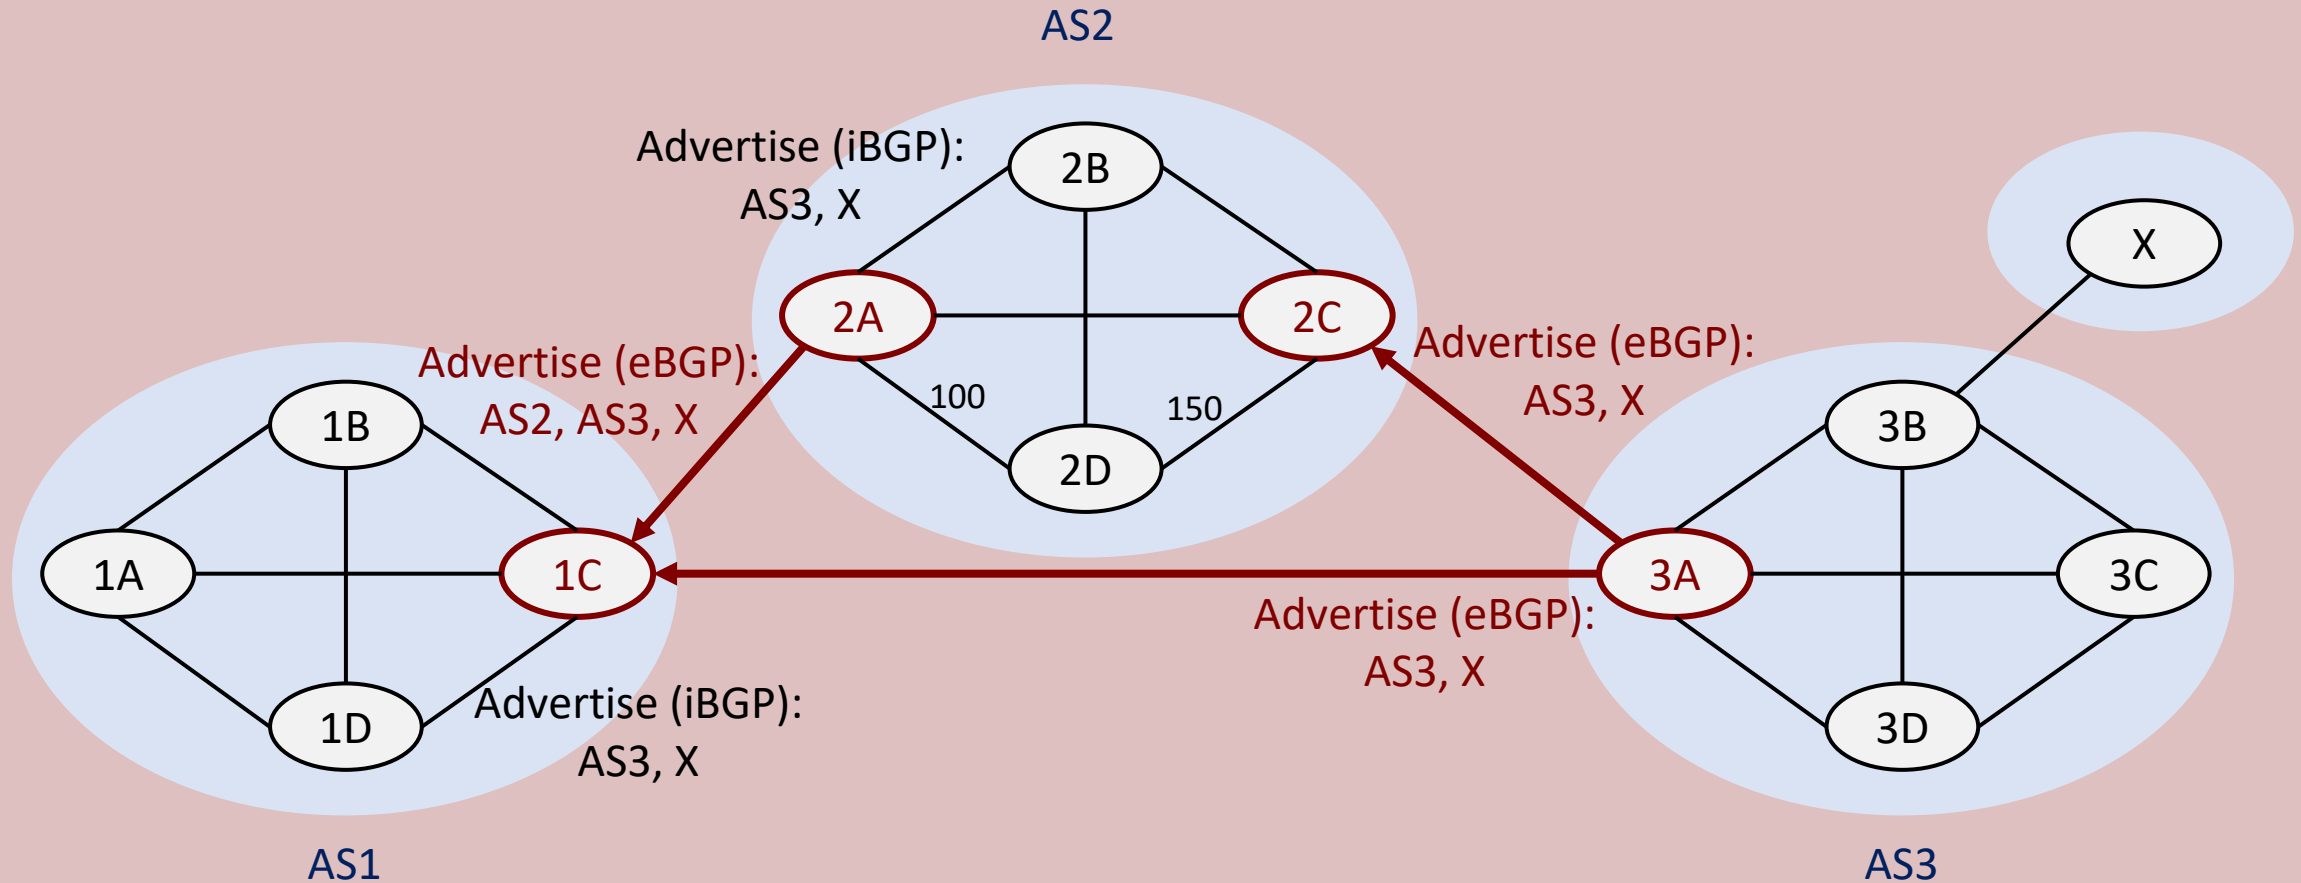 AS2
Advertise (iBGP):
AS3, X
2B
2A
2C
2D
100
150
X
Advertise (eBGP):
AS3, X
Advertise (eBGP):
AS2, AS3, X
1B
1A
1C
1D
Advertise (iBGP):
AS3, X
Advertise (eBGP):
AS3, X
3B
3A
3C
3D
AS1
AS3